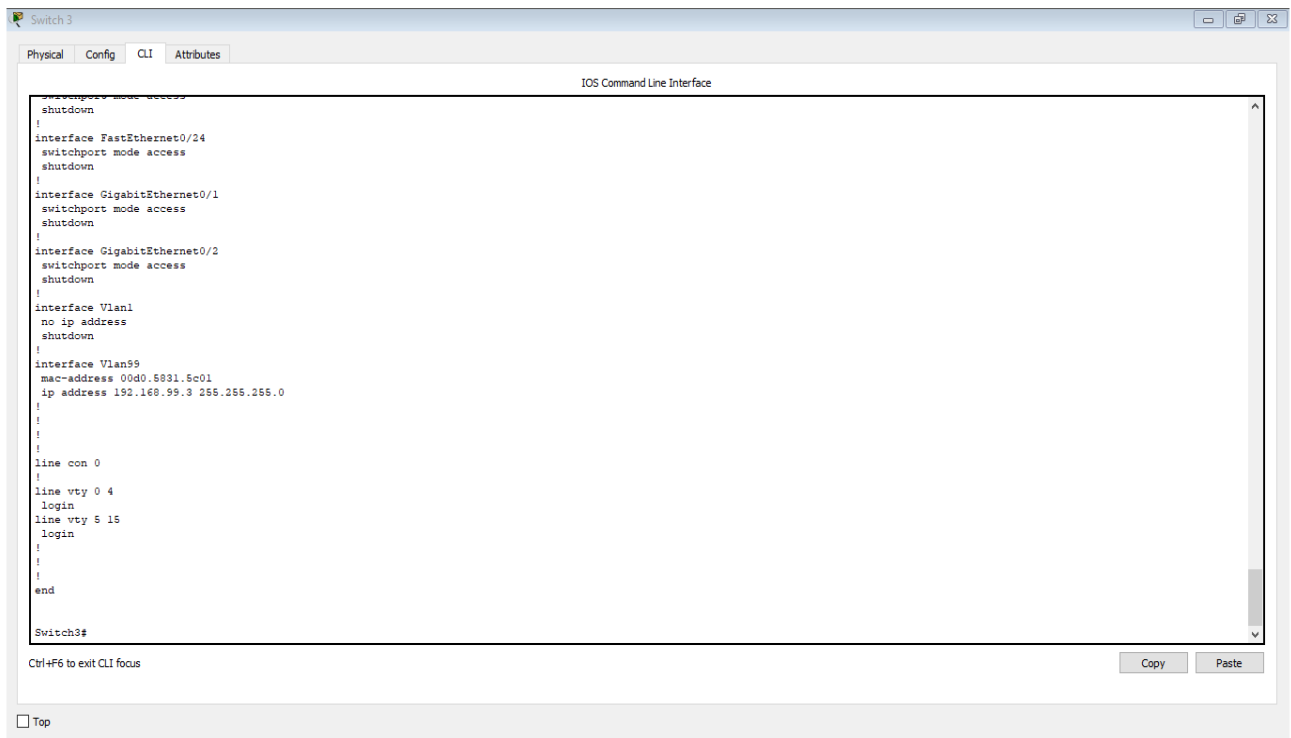 Switch 3
Physical Config CLI Attributes
IOS Command Line Interface
switchport mode access
shutdown
!
interface FastEthernet0/24
switchport mode access
shutdown
!
interface GigabitEthernet0/1
switchport mode access
shutdown
!
interface GigabitEthernet0/2
switchport mode access
shutdown
!
interface Vlan1
no ip address
shutdown
!
interface Vlan99
mac-address 00d0.5831.5c01
ip address 192.168.99.3 255.255.255.0
!
!
!
!
line con 0
!
line vty 0 4
login
line vty 5 15
login
!
!
!
end
Switch3#
Ctrl+F6 to exit CLI focus
Copy Paste
Top